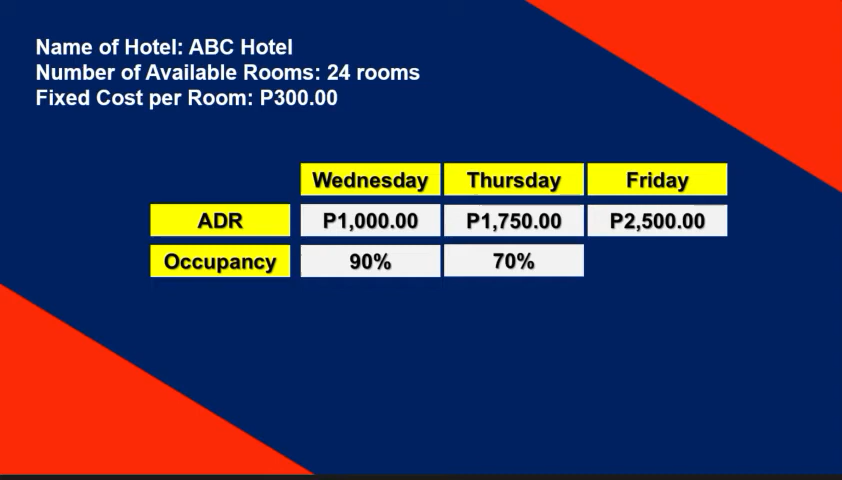 Name of Hotel: ABC Hotel
Number of Available Rooms: 24 rooms
Fixed Cost per Room: P300.00
Wednesday Thursday Friday
ADR P1,000.00 P1,750.00 P2,500.00
Occupancy 90% 70%